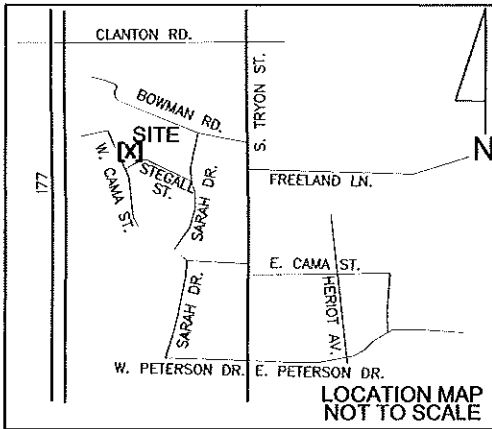 CLANTON RD.
BOWMAN RD.
S. TRYON ST.
SITE
[X]
N
W. CAMA ST.
STEGALL
ST.
SARAH DR.
FREELAND LN.
177
E. CAMA ST.
SARAH DR.
HERIOT AV.
W. PETERSON DR.
E. PETERSON DR.
LOCATION MAP
NOT TO SCALE